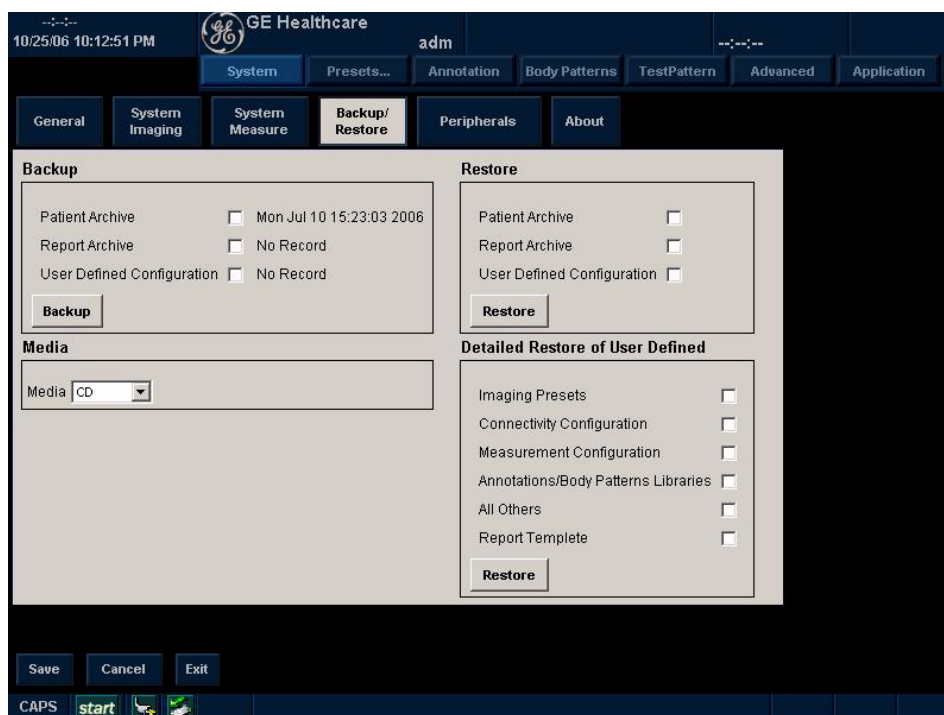 --:--:--
10/25/06 10:12:51 PM
GE Healthcare
adm
--:--:--
System Presets... Annotation Body Patterns TestPattern Advanced Application
General System Imaging System Measure Backup/Restore Peripherals About
Backup
Patient Archive Mon Jul 10 15:23:03 2006
Report Archive No Record
User Defined Configuration No Record
Backup
Media
Media CD
Restore
Patient Archive
Report Archive
User Defined Configuration
Restore
Detailed Restore of User Defined
Imaging Presets
Connectivity Configuration
Measurement Configuration
Annotations/Body Patterns Libraries
All Others
Report Templete
Restore
Save Cancel Exit
CAPS start